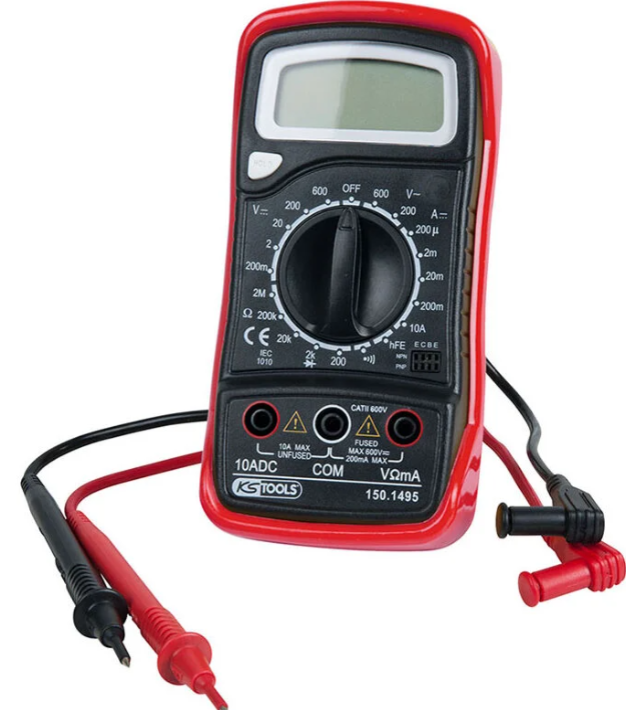 HOLD
OFF
600 600 V~
V⎓ 200 200 A⎓
20 200µ
2 2m
200m 20m
2M 200m
Ω 200k 10A
CE 20k hFE E C B E
IEC 2k 200 NPN
1010 PNP
CATII 600V
10A MAX FUSED
UNFUSED MAX 600V⎓
200mA MAX
10ADC COM VΩmA
KS TOOLS 150.1495